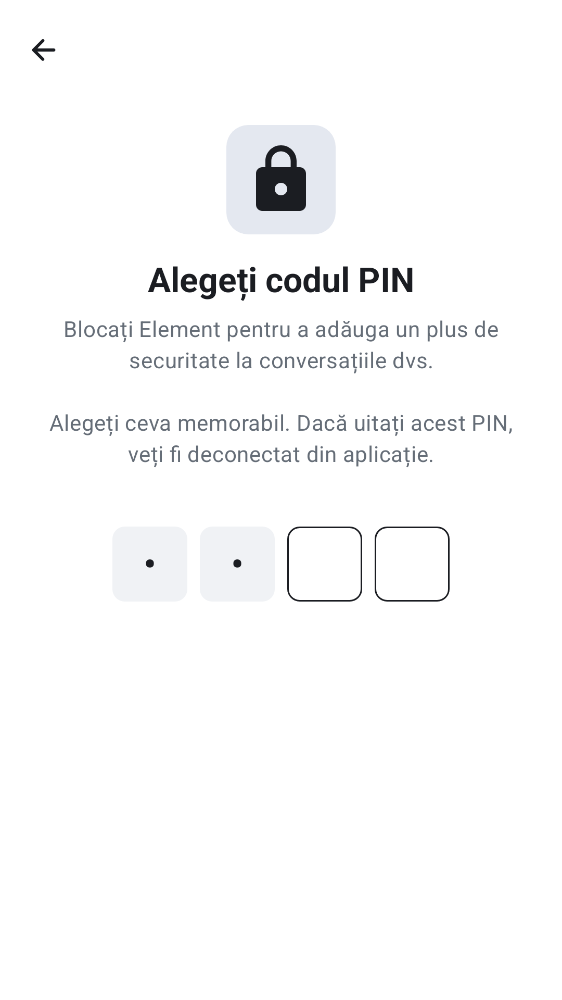 Alegeți codul PIN
Blocați Element pentru a adăuga un plus de
securitate la conversațiile dvs.
Alegeți ceva memorabil. Dacă uitați acest PIN,
veți fi deconectat din aplicație.